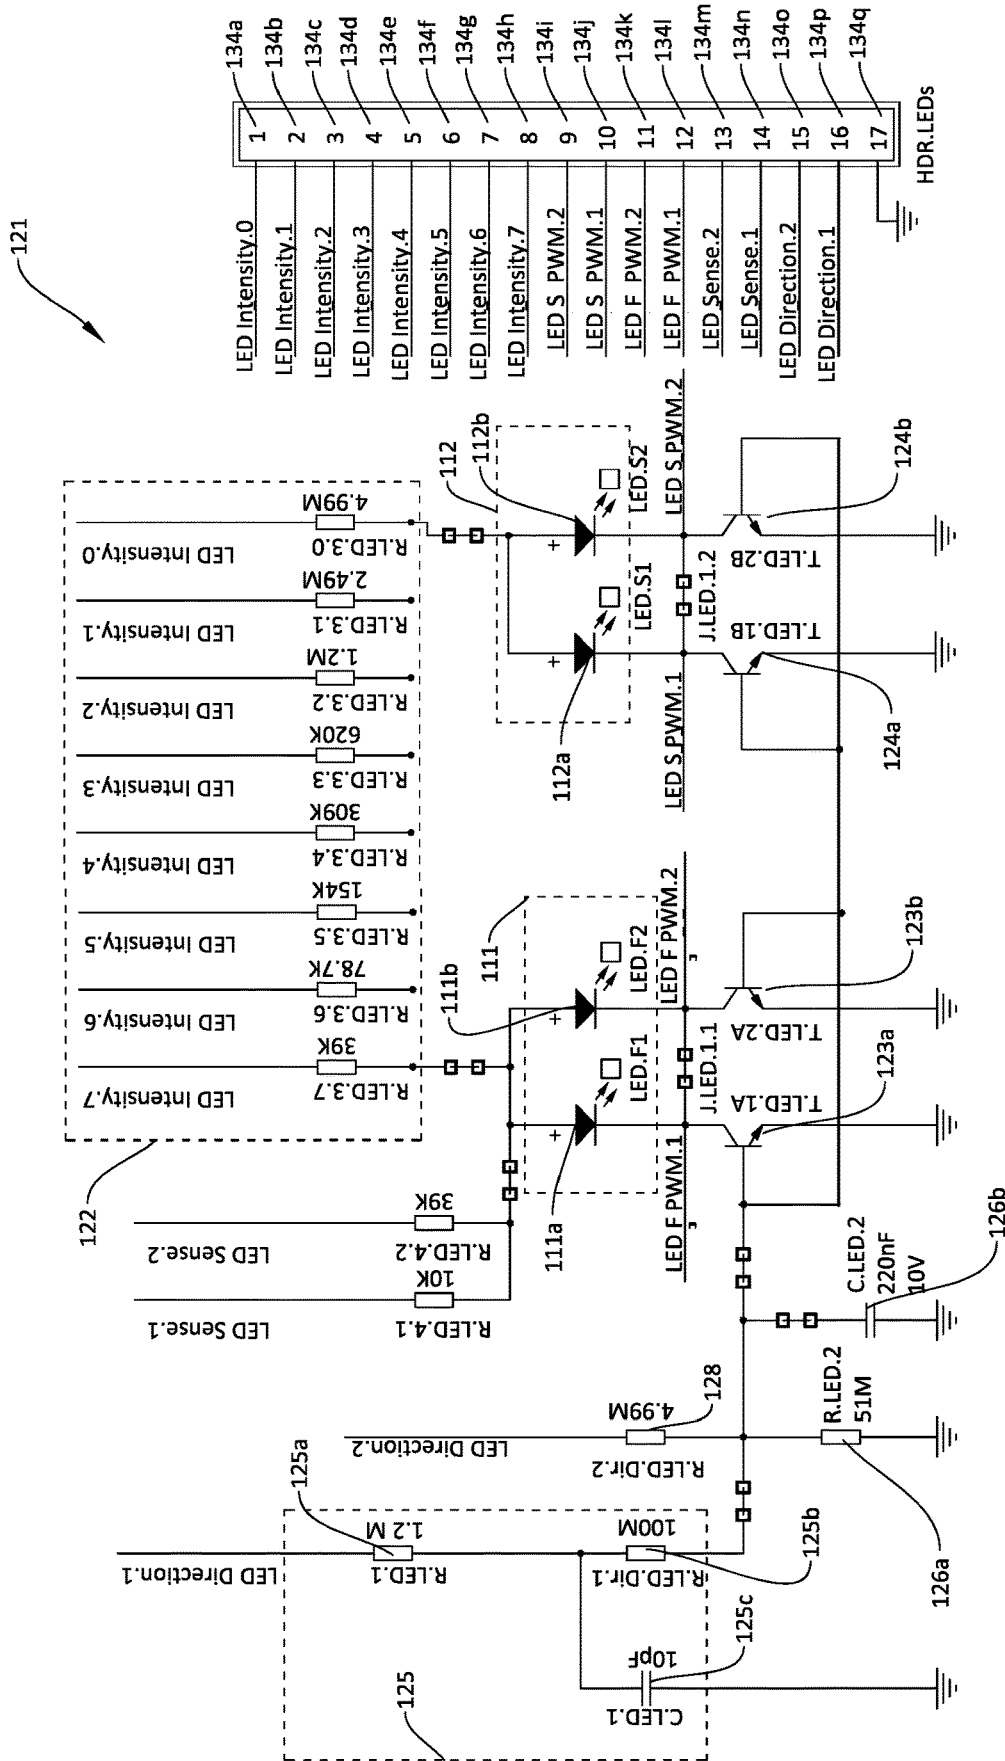 121
134a
134b
134c
134d
134e
134f
134g
134h
134i
134j
134k
134l
134m
134n
134o
134p
134q
1
2
3
4
5
6
7
8
9
10
11
12
13
14
15
16
17
HDR.LEDs
LED Intensity.0
LED Intensity.1
LED Intensity.2
LED Intensity.3
LED Intensity.4
LED Intensity.5
LED Intensity.6
LED Intensity.7
LED S PWM.2
LED S PWM.1
LED F PWM.2
LED F PWM.1
LED Sense.2
LED Sense.1
LED Direction.2
LED Direction.1
122
LED Intensity.7
R.LED.3.7
39K
LED Intensity.6
R.LED.3.6
78.7K
LED Intensity.5
R.LED.3.5
154K
LED Intensity.4
R.LED.3.4
309K
LED Intensity.3
R.LED.3.3
620K
LED Intensity.2
R.LED.3.2
1.2M
LED Intensity.1
R.LED.3.1
2.49M
LED Intensity.0
R.LED.3.0
4.99M
LED Sense.1
R.LED.4.1
10K
LED Sense.2
R.LED.4.2
39K
111
111a
111b
+
+
LED.F1
LED.F2
112
112a
112b
+
+
LED.S1
LED.S2
LED F PWM.1
J.LED.1.1
LED F PWM.2
LED S PWM.1
J.LED.1.2
LED S PWM.2
T.LED.1A
123a
T.LED.2A
123b
T.LED.1B
124a
T.LED.2B
124b
125
LED Direction.1
125a
R.LED.1
1.2 M
R.LED.Dir.1
100M
125b
C.LED.1
10pF
125c
LED Direction.2
R.LED.Dir.2
4.99M
128
R.LED.2
51M
126a
C.LED.2
220nF
10V
126b